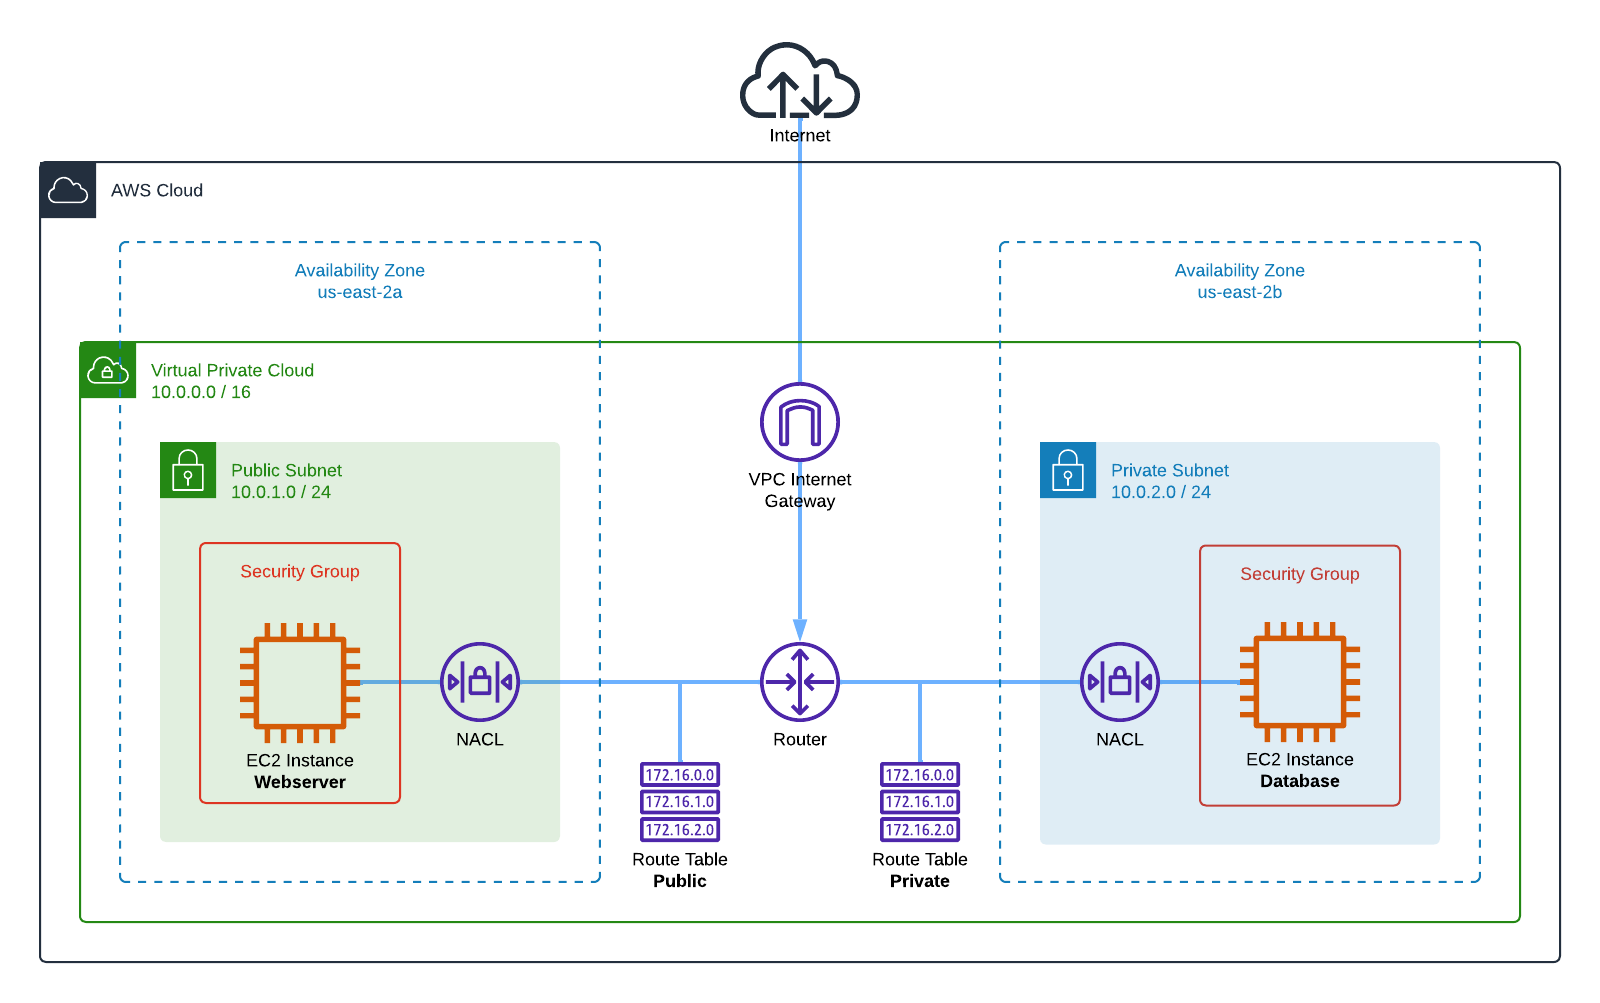 Internet
AWS Cloud
Availability Zone
us-east-2a
Availability Zone
us-east-2b
Virtual Private Cloud
10.0.0.0 / 16
Public Subnet
10.0.1.0 / 24
VPC Internet
Gateway
Private Subnet
10.0.2.0 / 24
Security Group
Security Group
EC2 Instance
Webserver
NACL
Router
NACL
EC2 Instance
Database
172.16.0.0
172.16.1.0
172.16.2.0
Route Table
Public
172.16.0.0
172.16.1.0
172.16.2.0
Route Table
Private